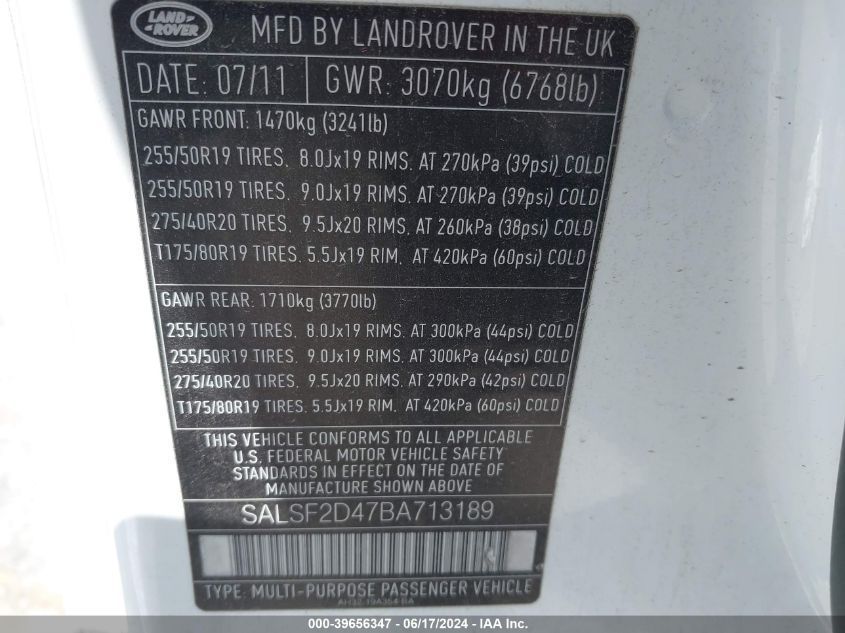 LAND
ROVER
MFD BY LANDROVER IN THE UK
DATE: 07/11 GWR: 3070kg (6768lb)
GAWR FRONT: 1470kg (3241lb)
255/50R19 TIRES. 8.0Jx19 RIMS. AT 270kPa (39psi) COLD
255/50R19 TIRES. 9.0Jx19 RIMS. AT 270kPa (39psi) COLD
275/40R20 TIRES. 9.5Jx20 RIMS. AT 260kPa (38psi) COLD
T175/80R19 TIRES. 5.5Jx19 RIM. AT 420kPa (60psi) COLD
GAWR REAR: 1710kg (3770lb)
255/50R19 TIRES. 8.0Jx19 RIMS. AT 300kPa (44psi) COLD
255/50R19 TIRES. 9.0Jx19 RIMS. AT 300kPa (44psi) COLD
275/40R20 TIRES. 9.5Jx20 RIMS. AT 290kPa (42psi) COLD
T175/80R19 TIRES. 5.5Jx19 RIM. AT 420kPa (60psi) COLD
THIS VEHICLE CONFORMS TO ALL APPLICABLE
U.S. FEDERAL MOTOR VEHICLE SAFETY
STANDARDS IN EFFECT ON THE DATE OF
MANUFACTURE SHOWN ABOVE
SALSF2D47BA713189
TYPE: MULTI-PURPOSE PASSENGER VEHICLE
AH32 19A354 BA
000-39656347 - 06/17/2024 - IAA Inc.